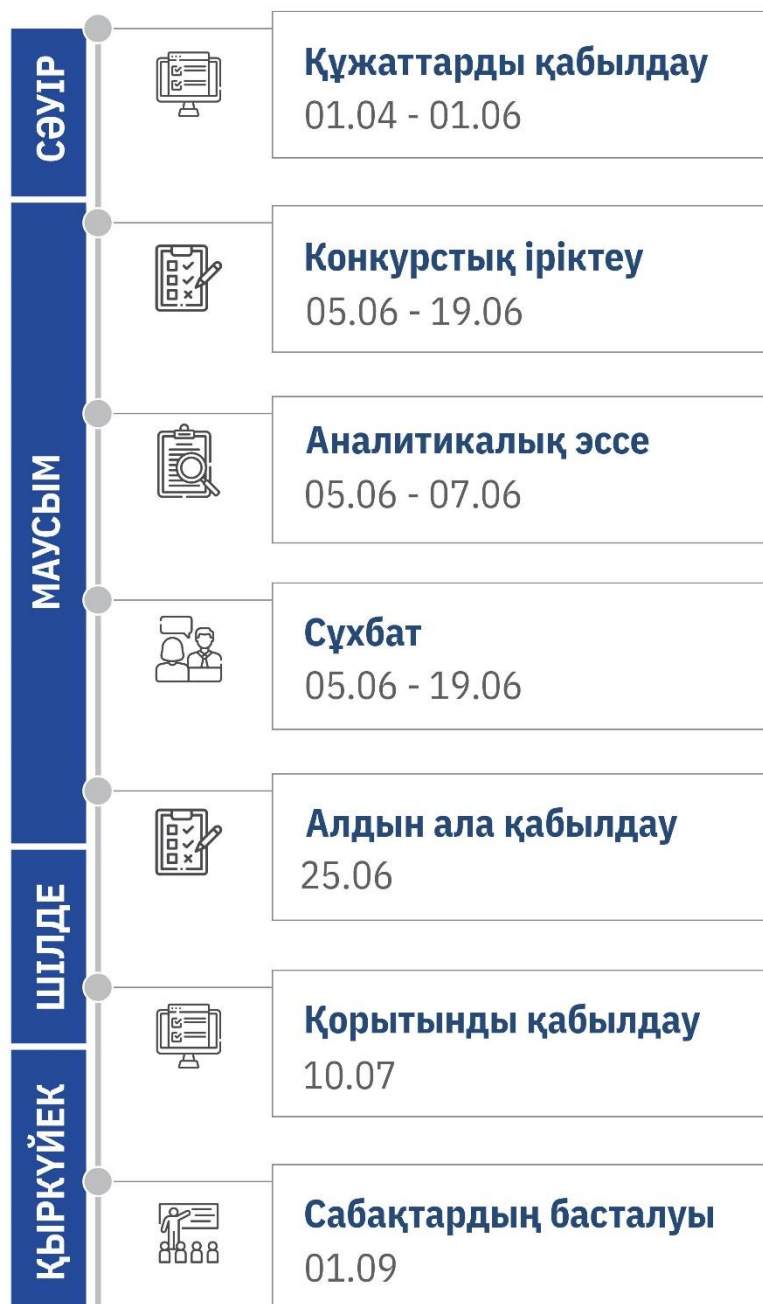 СӘУІР
Құжаттарды қабылдау
01.04 - 01.06
МАУСЫМ
Конкурстық іріктеу
05.06 - 19.06
Аналитикалық эссе
05.06 - 07.06
Сұхбат
05.06 - 19.06
Алдын ала қабылдау
25.06
ШІЛДЕ
Қорытынды қабылдау
10.07
ҚЫРКҮЙЕК
Сабақтардың басталуы
01.09